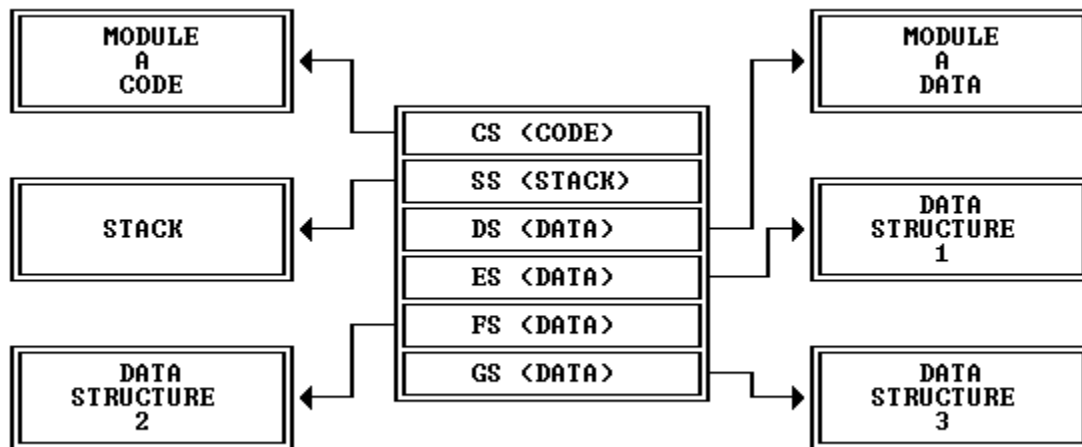 MODULE
A
CODE
MODULE
A
DATA
CS (CODE)
SS (STACK)
DS (DATA)
ES (DATA)
FS (DATA)
GS (DATA)
STACK
DATA
STRUCTURE
1
DATA
STRUCTURE
2
DATA
STRUCTURE
3